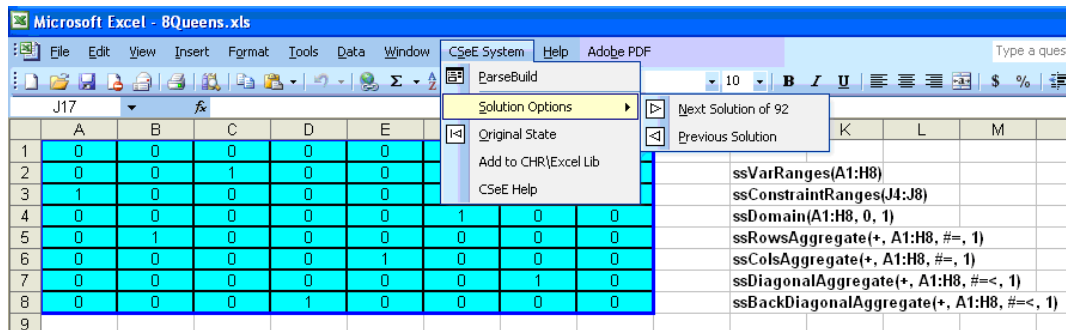 Microsoft Excel - 8Queens.xls
File Edit View Insert Format Tools Data Window CSeE System Help Adobe PDF Type a ques
Σ 10 B I U $ %
J17 fx
ParseBuild
Solution Options
Original State
Add to CHR\Excel Lib
CSeE Help
Next Solution of 92
Previous Solution
A B C D E K L M
1 0 0 0 0 0
2 0 0 1 0 0 ssVarRanges(A1:H8)
3 1 0 0 0 0 ssConstraintRanges(J4:J8)
4 0 0 0 0 0 1 0 0 ssDomain(A1:H8, 0, 1)
5 0 1 0 0 0 0 0 0 ssRowsAggregate(+, A1:H8, #=, 1)
6 0 0 0 0 1 0 0 0 ssColsAggregate(+, A1:H8, #=, 1)
7 0 0 0 0 0 0 1 0 ssDiagonalAggregate(+, A1:H8, #=<, 1)
8 0 0 0 1 0 0 0 0 ssBackDiagonalAggregate(+, A1:H8, #=<, 1)
9